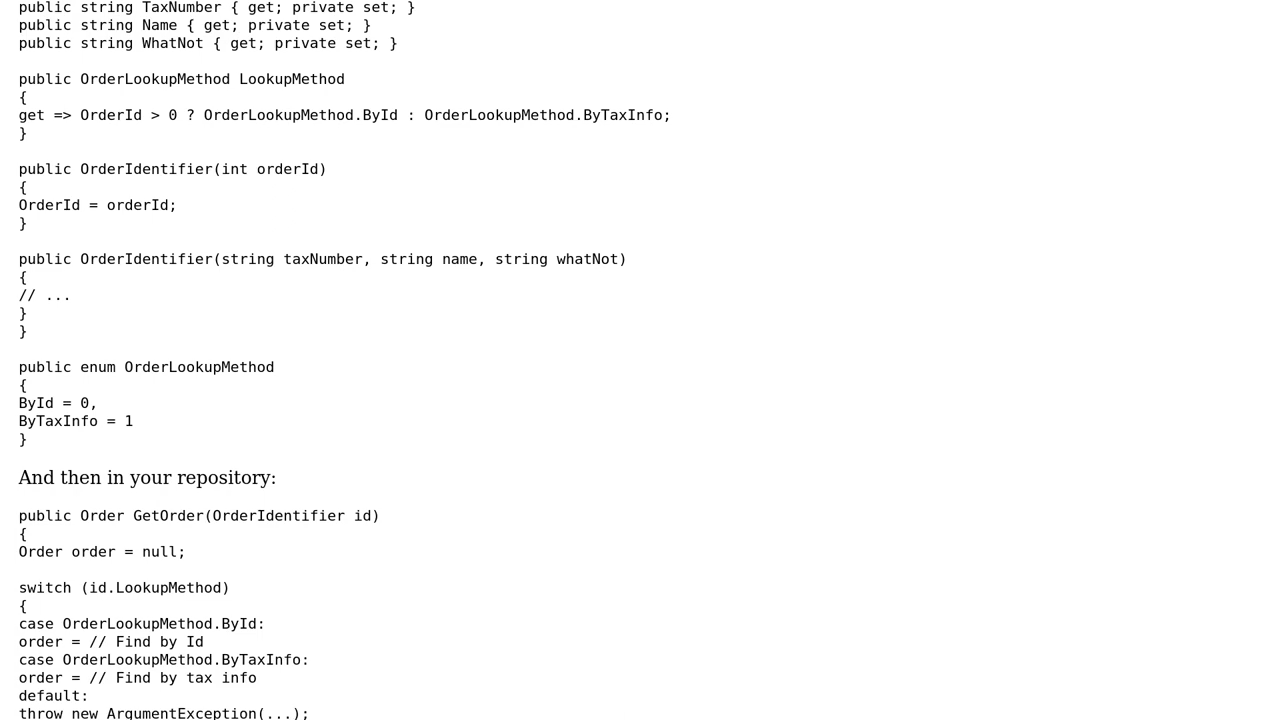 public string TaxNumber { get; private set; }
public string Name { get; private set; }
public string WhatNot { get; private set; }
public OrderLookupMethod LookupMethod
{
get => OrderId > 0 ? OrderLookupMethod.ById : OrderLookupMethod.ByTaxInfo;
}
public OrderIdentifier(int orderId)
{
OrderId = orderId;
}
public OrderIdentifier(string taxNumber, string name, string whatNot)
{
// ...
}
}
public enum OrderLookupMethod
{
ById = 0,
ByTaxInfo = 1
}
And then in your repository:
public Order GetOrder(OrderIdentifier id)
{
Order order = null;
switch (id.LookupMethod)
{
case OrderLookupMethod.ById:
order = // Find by Id
case OrderLookupMethod.ByTaxInfo:
order = // Find by tax info
default:
throw new ArgumentException(...);